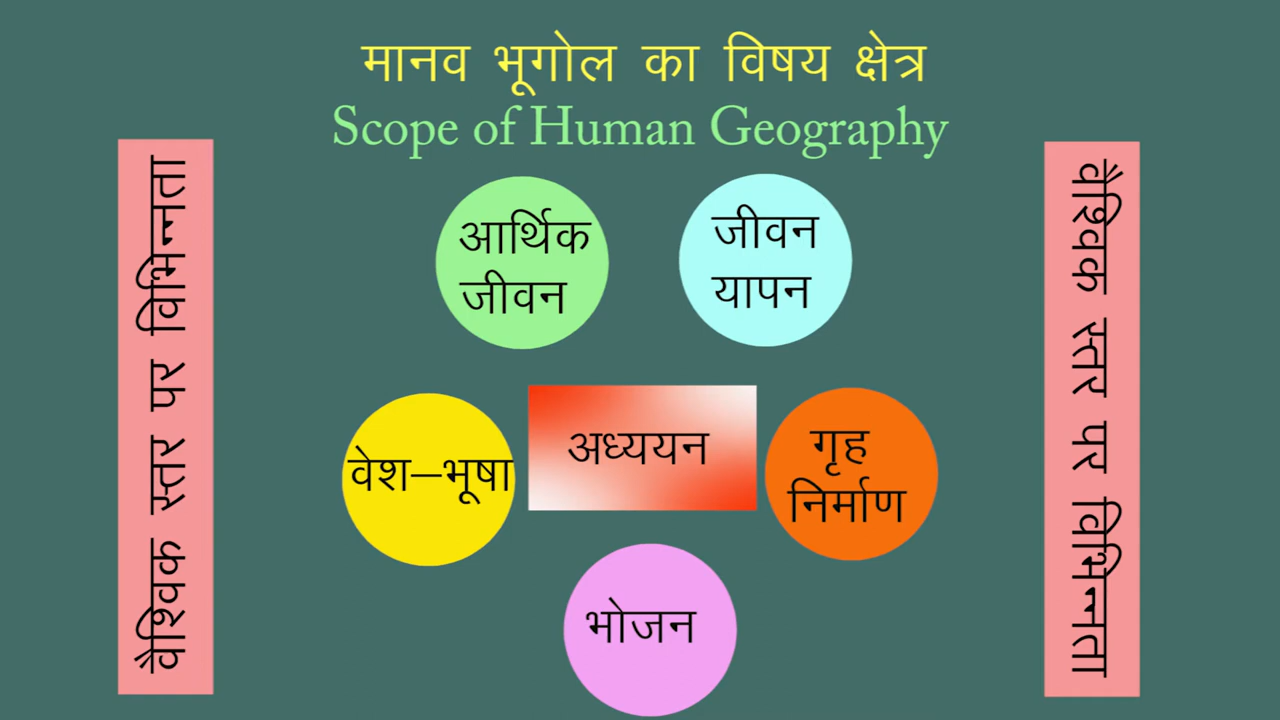 मानव भूगोल का विषय क्षेत्र
Scope of Human Geography
वैश्विक स्तर पर विभिन्नता
आर्थिक
जीवन
जीवन
यापन
वेश–भूषा
अध्ययन
गृह
निर्माण
भोजन
वैश्विक स्तर पर विभिन्नता